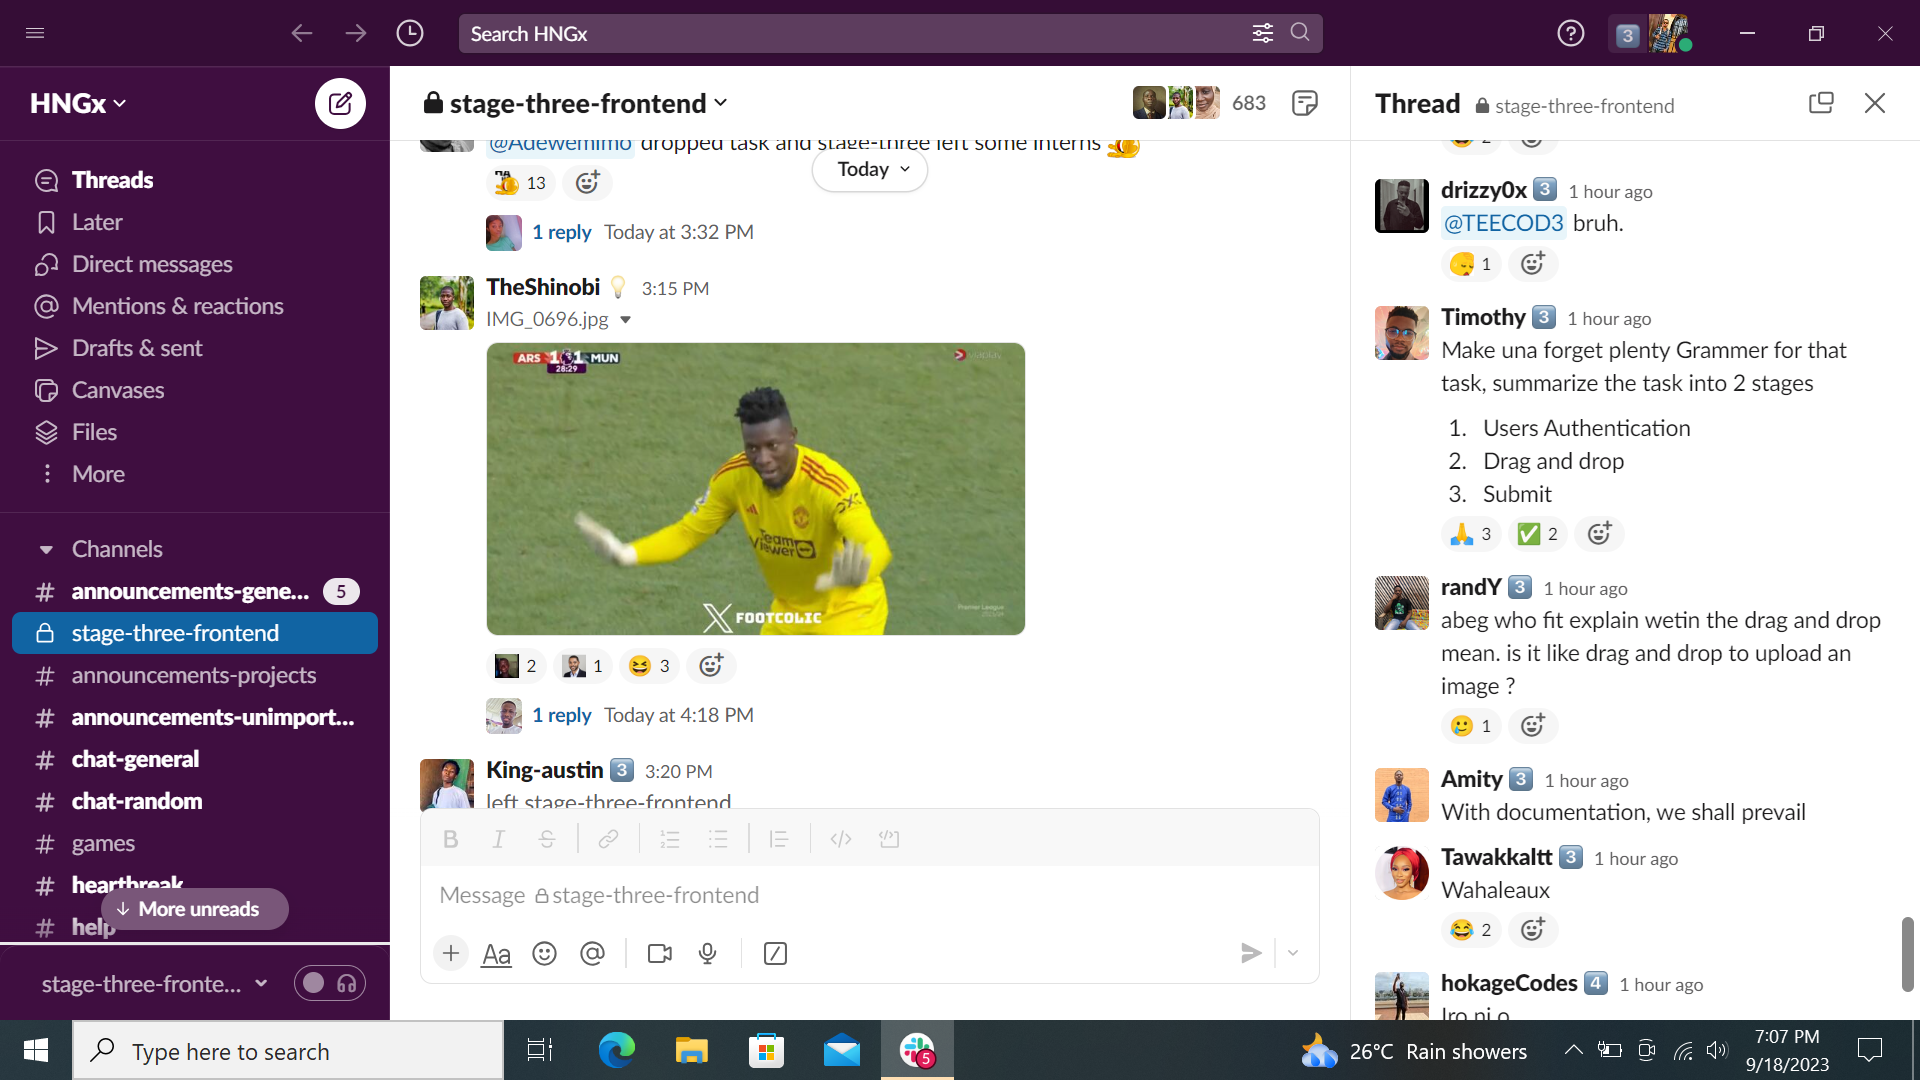 Search HNGx
3
HNGx
stage-three-frontend
683
Thread stage-three-frontend
Threads
Later
Direct messages
Mentions & reactions
Drafts & sent
Canvases
Files
More
Channels
announcements-gene... 5
stage-three-frontend
announcements-projects
announcements-unimport...
chat-general
chat-random
games
heartbreak
help
More unreads
stage-three-fronte...
@Adewemimo dropped task and stage-three left some interns
Today
13
1 reply Today at 3:32 PM
TheShinobi 3:15 PM
IMG_0696.jpg
ARS 1 1 MUN
28:29
viaplay
Team
Viewer
X FOOTCOLIC
Premier League
2 1 3
1 reply Today at 4:18 PM
King-austin 3 3:20 PM
left stage-three-frontend
B I S
Message stage-three-frontend
Aa
2
drizzy0x 3 1 hour ago
@TEECOD3 bruh.
1
Timothy 3 1 hour ago
Make una forget plenty Grammer for that
task, summarize the task into 2 stages
1. Users Authentication
2. Drag and drop
3. Submit
3 2
randY 3 1 hour ago
abeg who fit explain wetin the drag and drop
mean. is it like drag and drop to upload an
image ?
1
Amity 3 1 hour ago
With documentation, we shall prevail
Tawakkaltt 3 1 hour ago
Wahaleaux
2
hokageCodes 4 1 hour ago
Iro ni o
Type here to search
5
26°C Rain showers
7:07 PM
9/18/2023